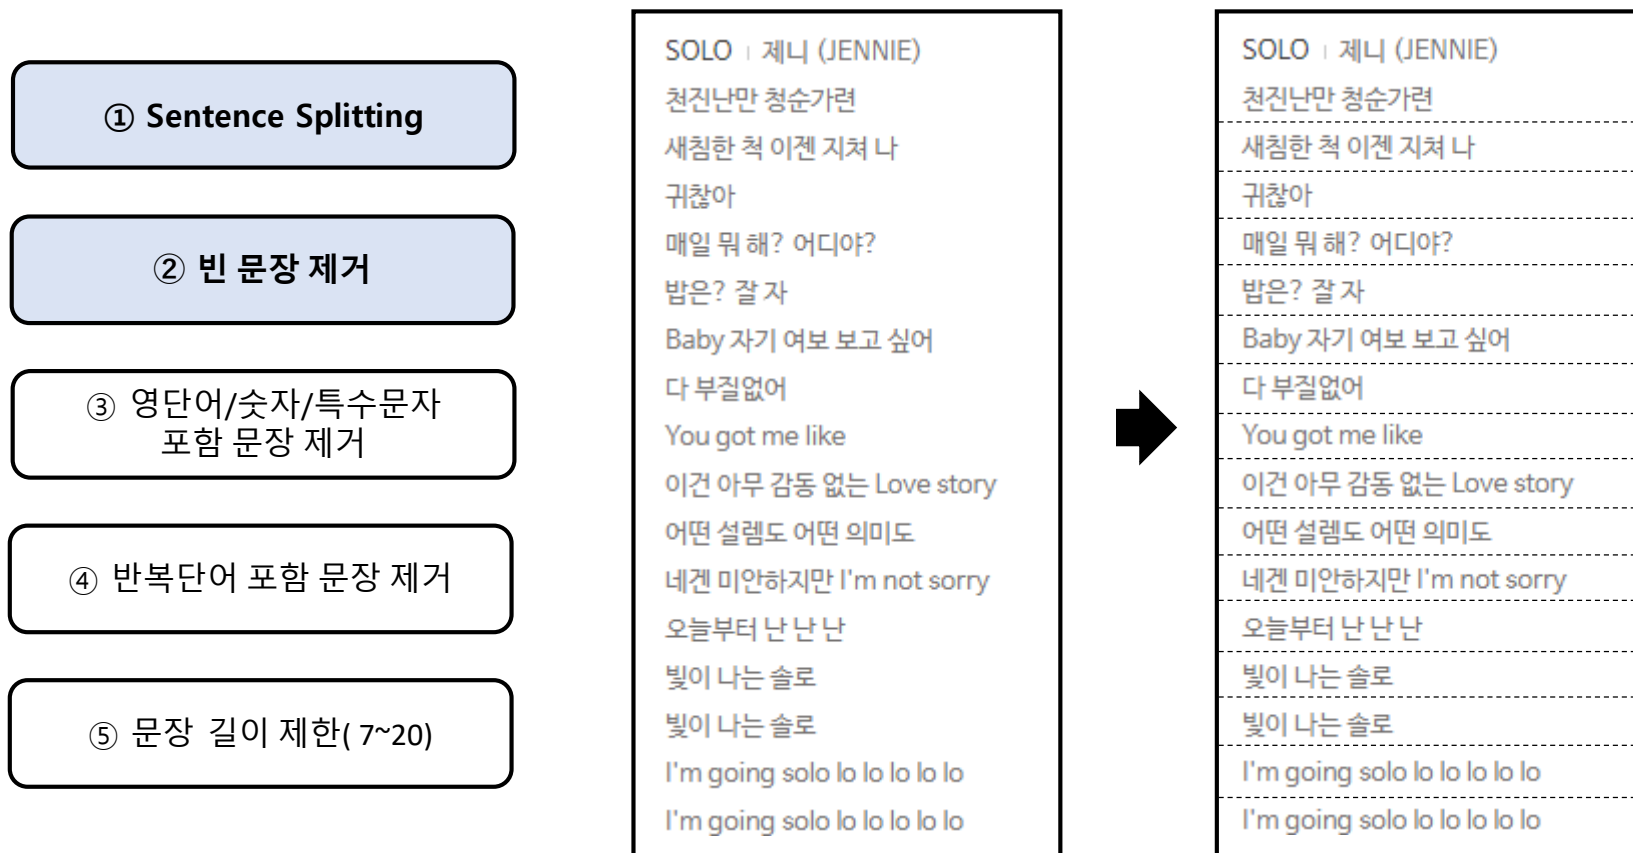 ① Sentence Splitting
② 빈 문장 제거
③ 영단어/숫자/특수문자
포함 문장 제거
④ 반복단어 포함 문장 제거
⑤ 문장 길이 제한( 7~20)
SOLO | 제니 (JENNIE)
천진난만 청순가련
새침한 척 이젠 지쳐 나
귀찮아
매일 뭐 해? 어디야?
밥은? 잘 자
Baby 자기 여보 보고 싶어
다 부질없어
You got me like
이건 아무 감동 없는 Love story
어떤 설렘도 어떤 의미도
네겐 미안하지만 I'm not sorry
오늘부터 난 난 난
빛이 나는 솔로
빛이 나는 솔로
I'm going solo lo lo lo lo lo
I'm going solo lo lo lo lo lo
SOLO | 제니 (JENNIE)
천진난만 청순가련
새침한 척 이젠 지쳐 나
귀찮아
매일 뭐 해? 어디야?
밥은? 잘 자
Baby 자기 여보 보고 싶어
다 부질없어
You got me like
이건 아무 감동 없는 Love story
어떤 설렘도 어떤 의미도
네겐 미안하지만 I'm not sorry
오늘부터 난 난 난
빛이 나는 솔로
빛이 나는 솔로
I'm going solo lo lo lo lo lo
I'm going solo lo lo lo lo lo